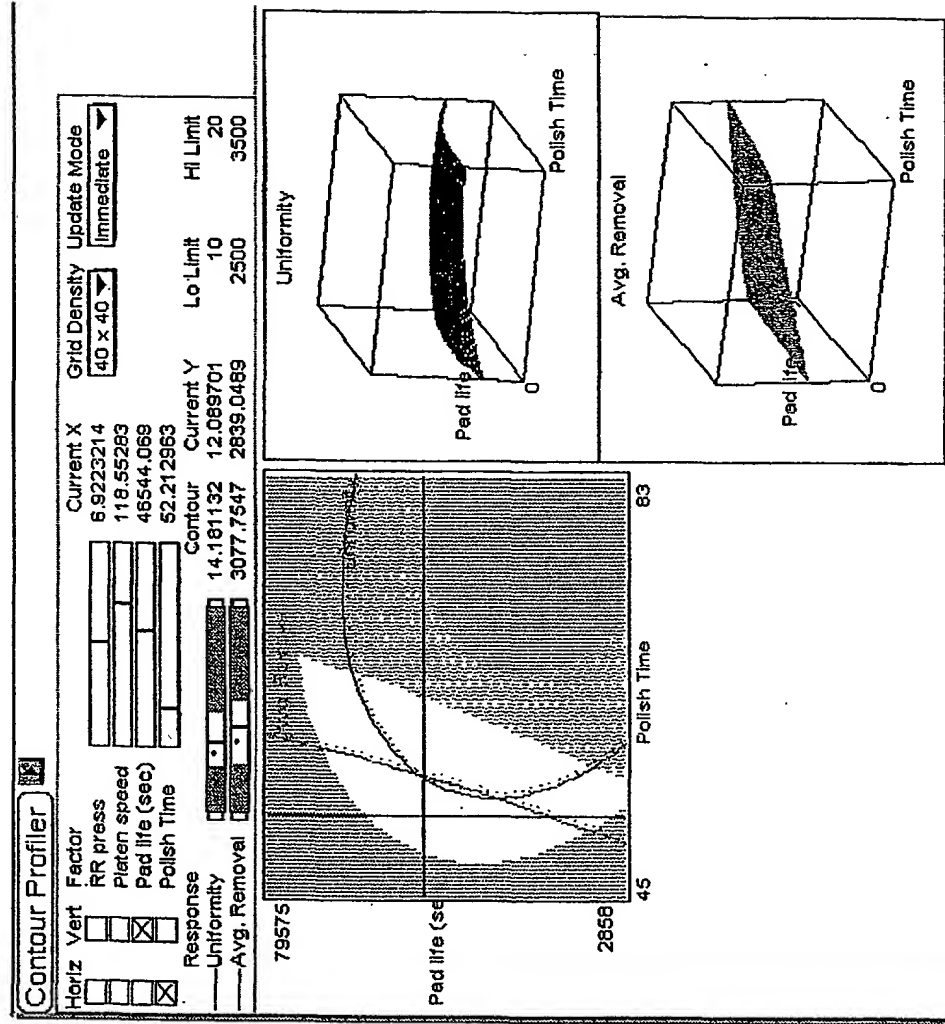 Contour Profiler
Horiz Vert Factor Current X Grid Density Update Mode
RR press 6.9223214 40 x 40 Immediate
Platen speed 118.55283
Pad life (sec) 46544.069
Polish Time 52.212963
Response Contour Current Y Lo Limit Hi Limit
Uniformity 14.181132 12.089701 10 20
Avg. Removal 3077.7547 2839.0489 2500 3500
79575
Pad life (se
2858
45
Polish Time
83
Uniformity
Pad life
0
Polish Time
Avg. Removal
Pad life
0
Polish Time